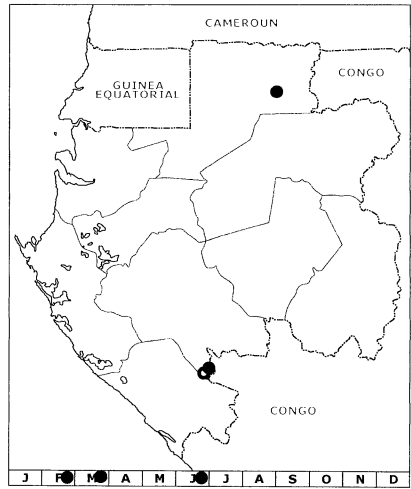 CAMEROUN
CONGO
GUINEA
EQUATORIAL
CONGO
J F M A M J J A S O N D